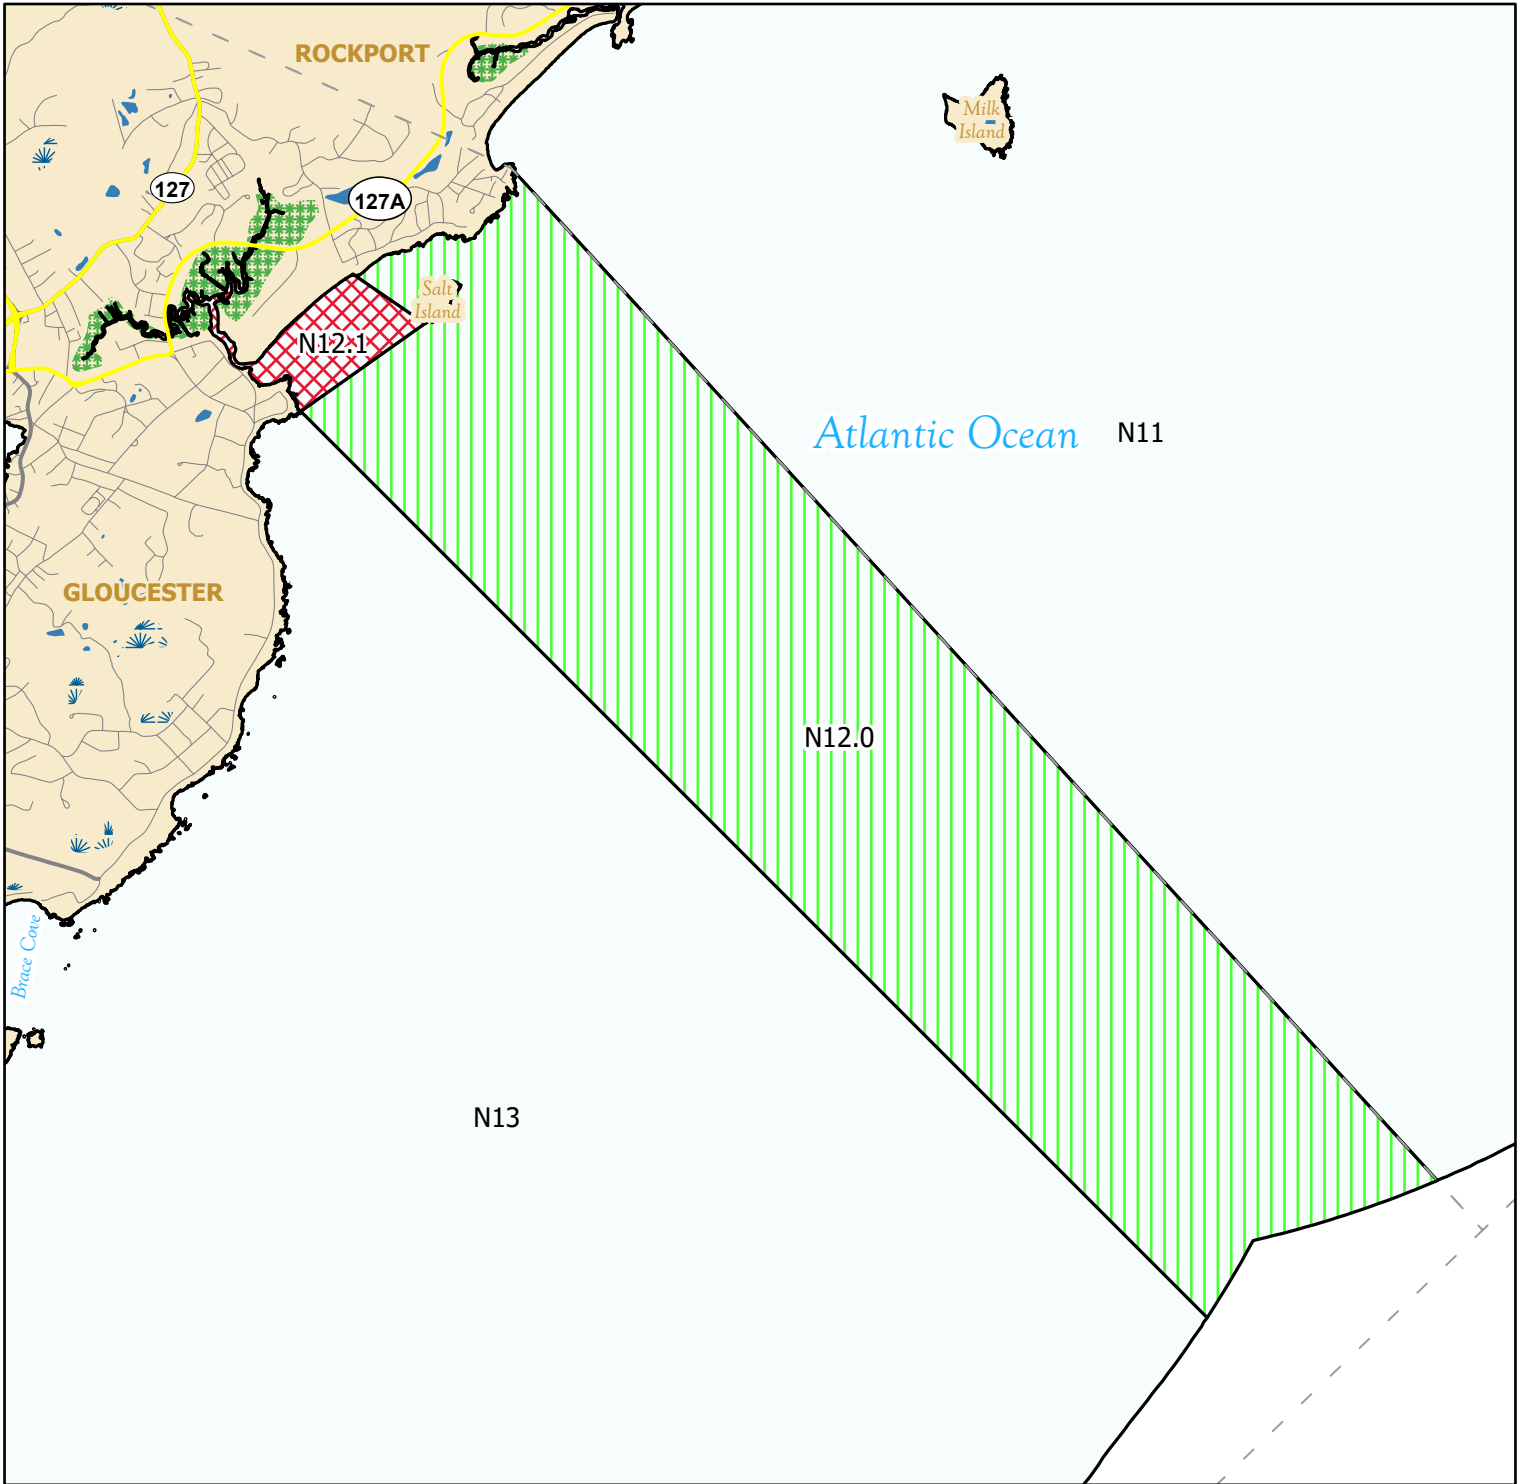 ROCKPORT
Milk
Island
127
127A
Salt
Island
N12.1
Atlantic Ocean
N11
GLOUCESTER
N12.0
Brace Cove
N13